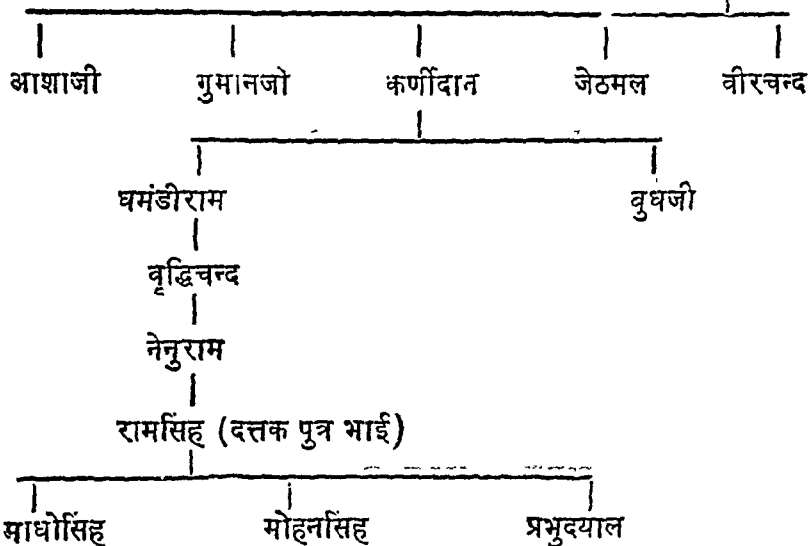 आशाजी गुमानजो कर्णीदान जेठमल वीरचन्द
घमंडीराम वुधजी
वृद्धिचन्द
नेनुराम
रामसिंह (दत्तक पुत्र भाई)
माधोसिंह मोहनसिंह प्रभुदयाल